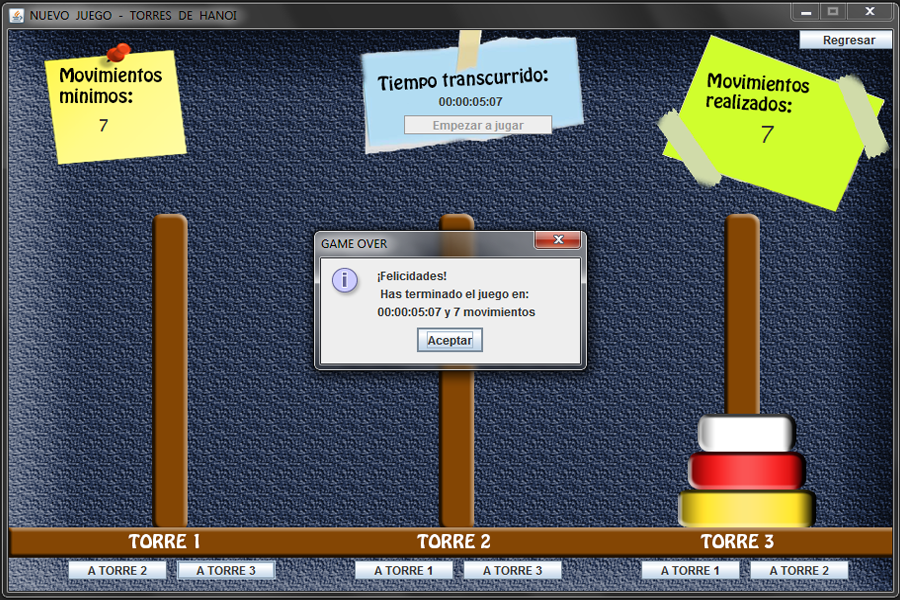 NUEVO JUEGO - TORRES DE HANOI
Regresar
Movimientos
mínimos:
7
Tiempo transcurrido:
00:00:05:07
Empezar a jugar
Movimientos
realizados:
7
GAME OVER
¡Felicidades!
Has terminado el juego en:
00:00:05:07 y 7 movimientos
Aceptar
TORRE 1
TORRE 2
TORRE 3
A TORRE 2
A TORRE 3
A TORRE 1
A TORRE 3
A TORRE 1
A TORRE 2